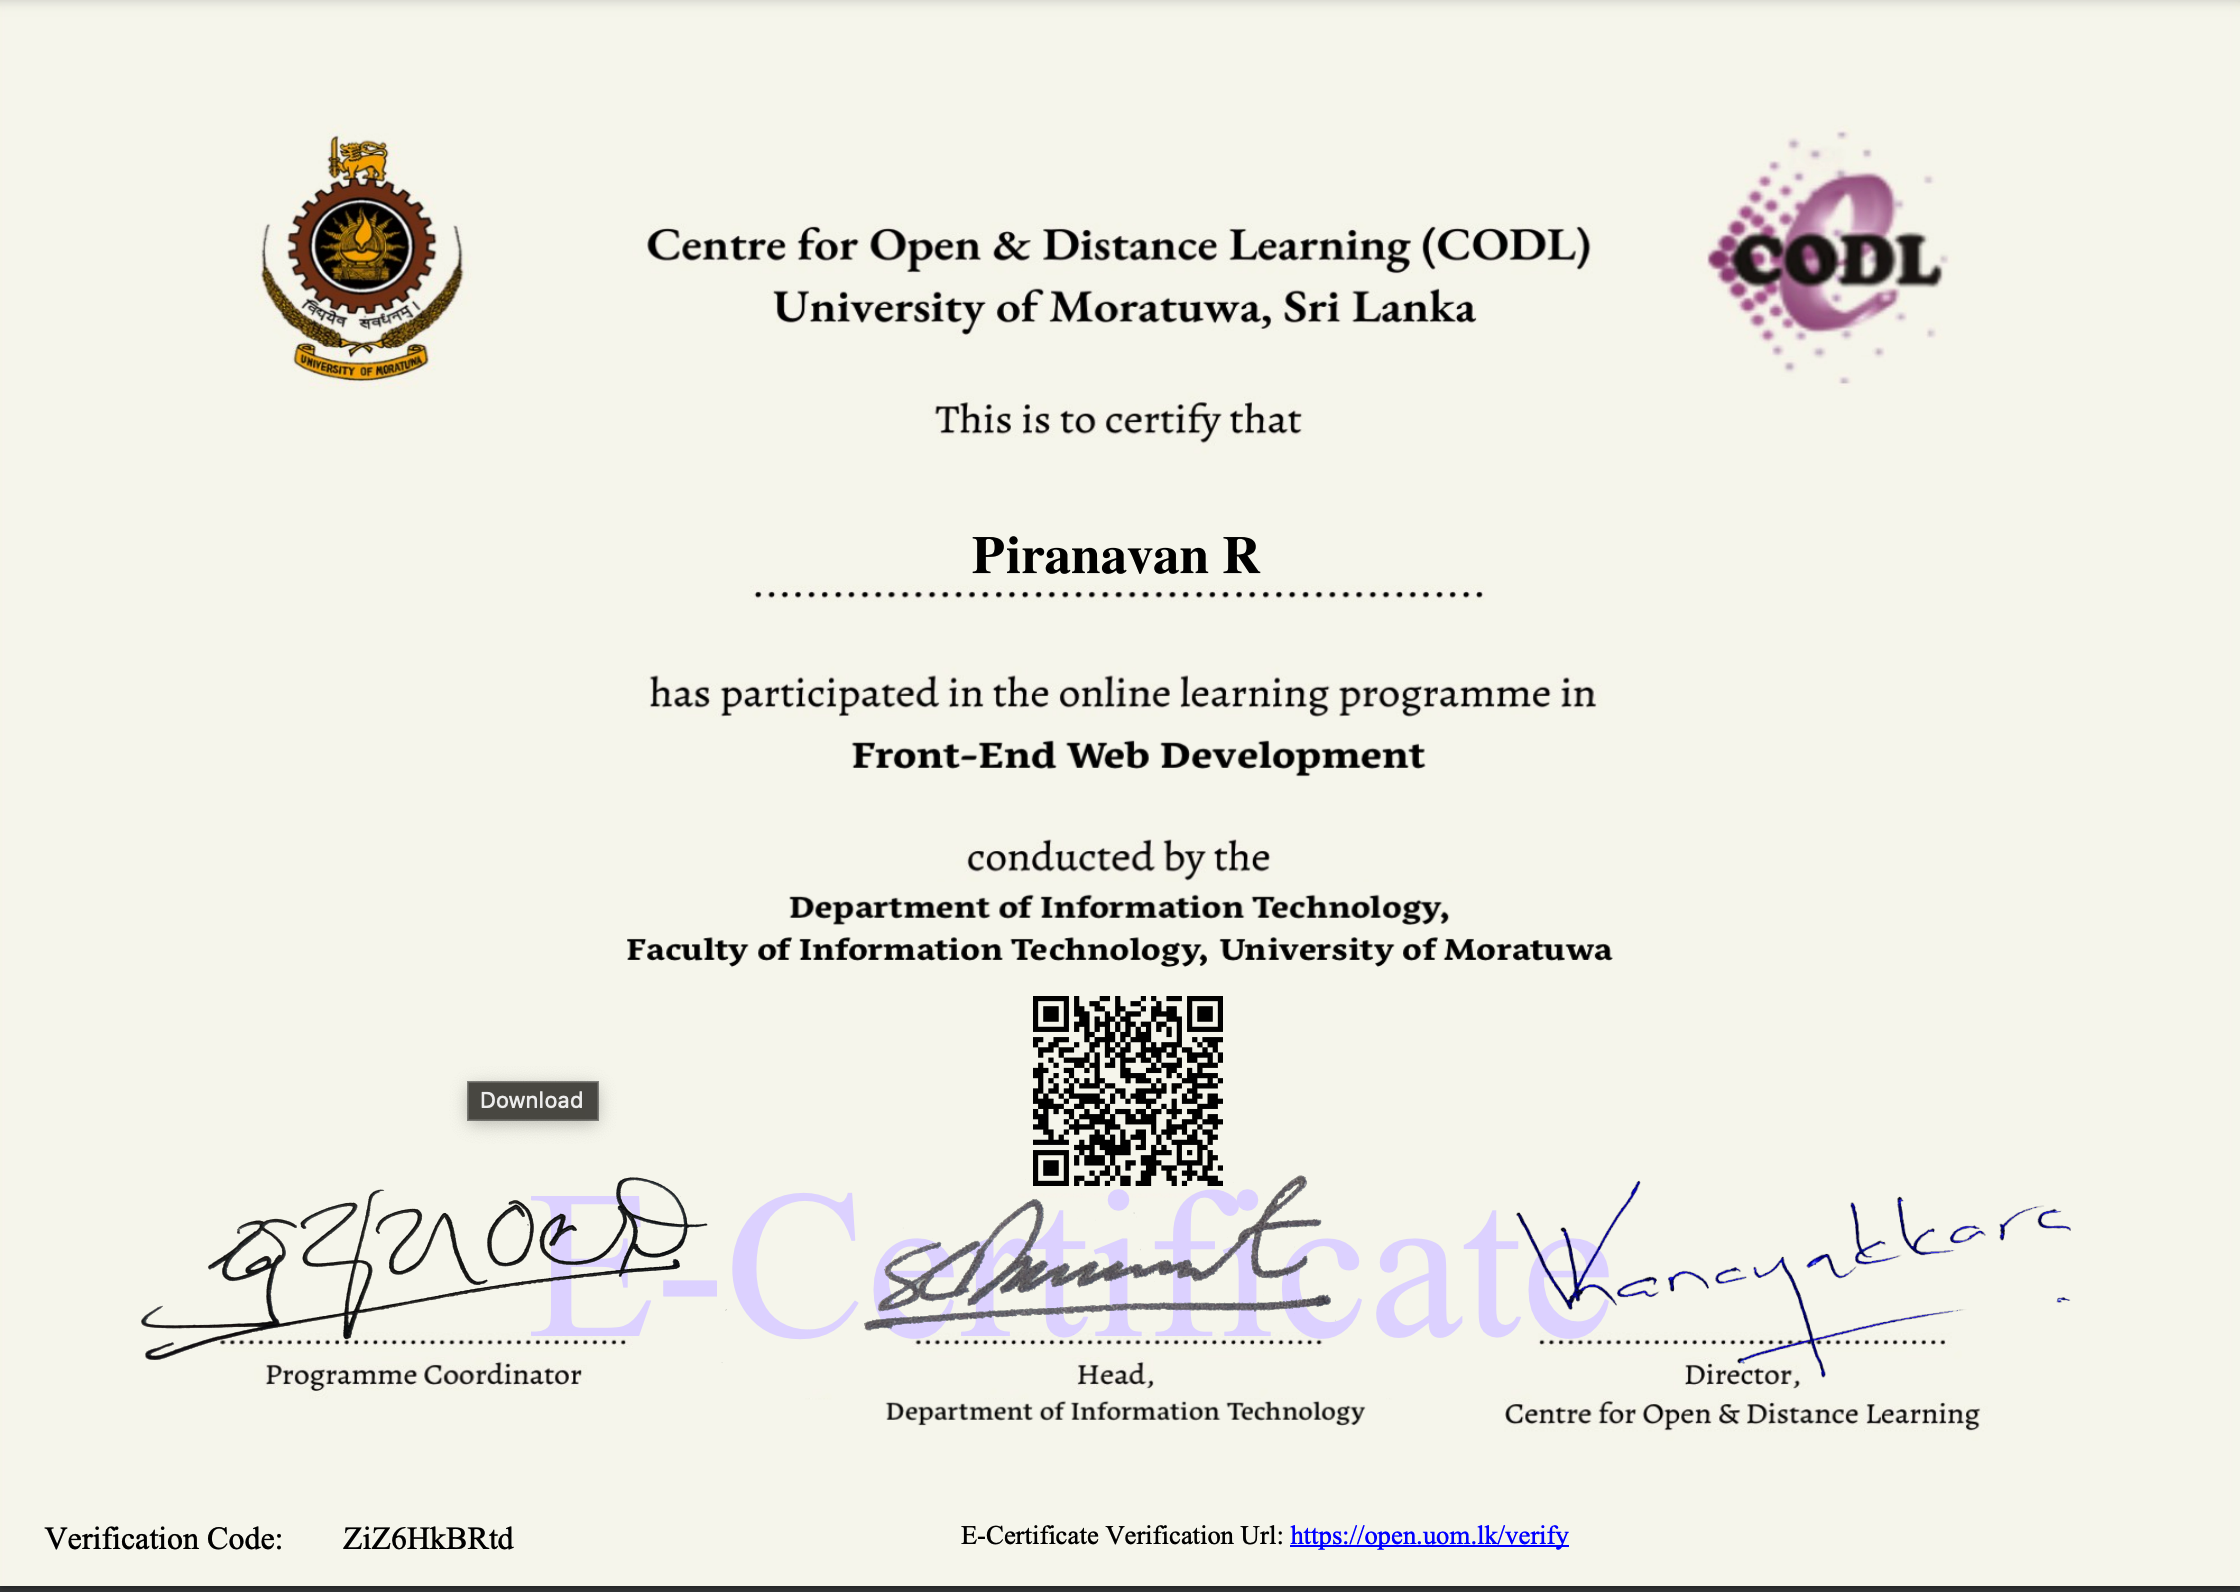 विद्ययैव सर्वधनम्।
UNIVERSITY OF MORATUWA
Centre for Open & Distance Learning (CODL)
University of Moratuwa, Sri Lanka
CODL
This is to certify that
Piranavan R
has participated in the online learning programme in
Front-End Web Development
conducted by the
Department of Information Technology,
Faculty of Information Technology, University of Moratuwa
Download
E-Certificate
Programme Coordinator
Head,
Department of Information Technology
Director,
Centre for Open & Distance Learning
Verification Code: ZiZ6HkBRtd
E-Certificate Verification Url: https://open.uom.lk/verify